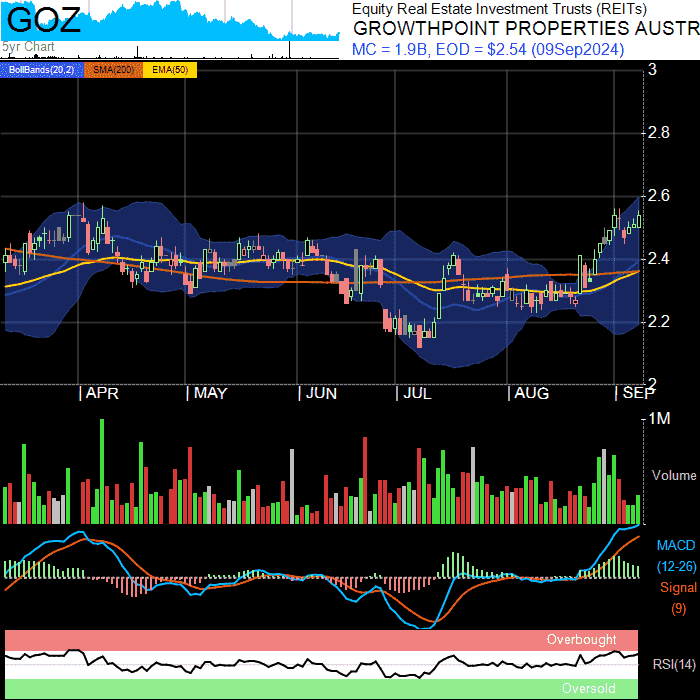 GOZ
5yr Chart
Equity Real Estate Investment Trusts (REITs)
GROWTHPOINT PROPERTIES AUSTR
MC = 1.9B, EOD = $2.54 (09Sep2024)
BollBands(20,2) SMA(200) EMA(50)
3
2.8
2.6
2.4
2.2
2
APR MAY JUN JUL AUG SEP
1M
Volume
MACD
(12-26)
Signal
(9)
Overbought
RSI(14)
Oversold